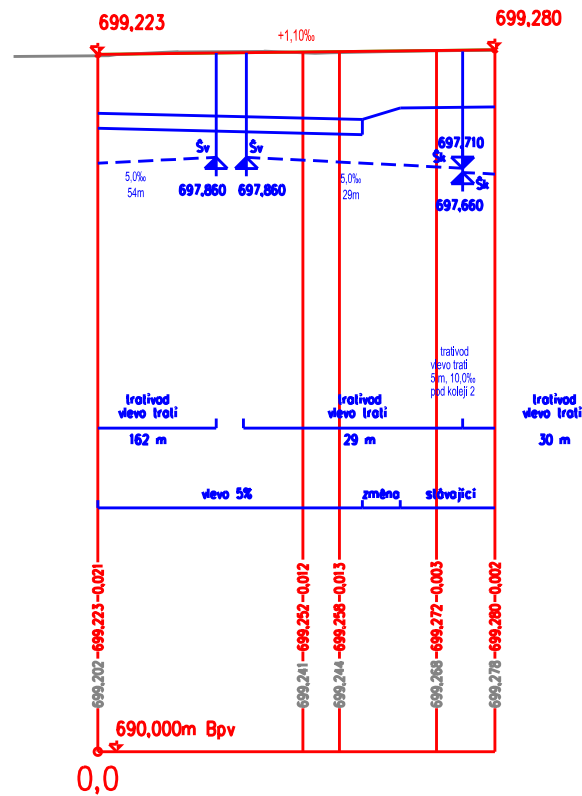 699,223
699,280
+1,10‰
697,710
Šv
Šv
Šk
Šk
5,0‰
54m
697,860
697,860
5,0‰
29m
697,660
trativod
vlevo trati
5 m, 10,0‰
pod kolejí 2
trativod
vlevo trati
162 m
trativod
vlevo trati
29 m
trativod
vlevo trati
30 m
vlevo 5%
změna
stávající
699,202
699,223
-0,021
699,241
699,252
-0,012
699,244
699,258
-0,013
699,268
699,272
-0,003
699,278
699,280
-0,002
690,000m Bpv
0,0